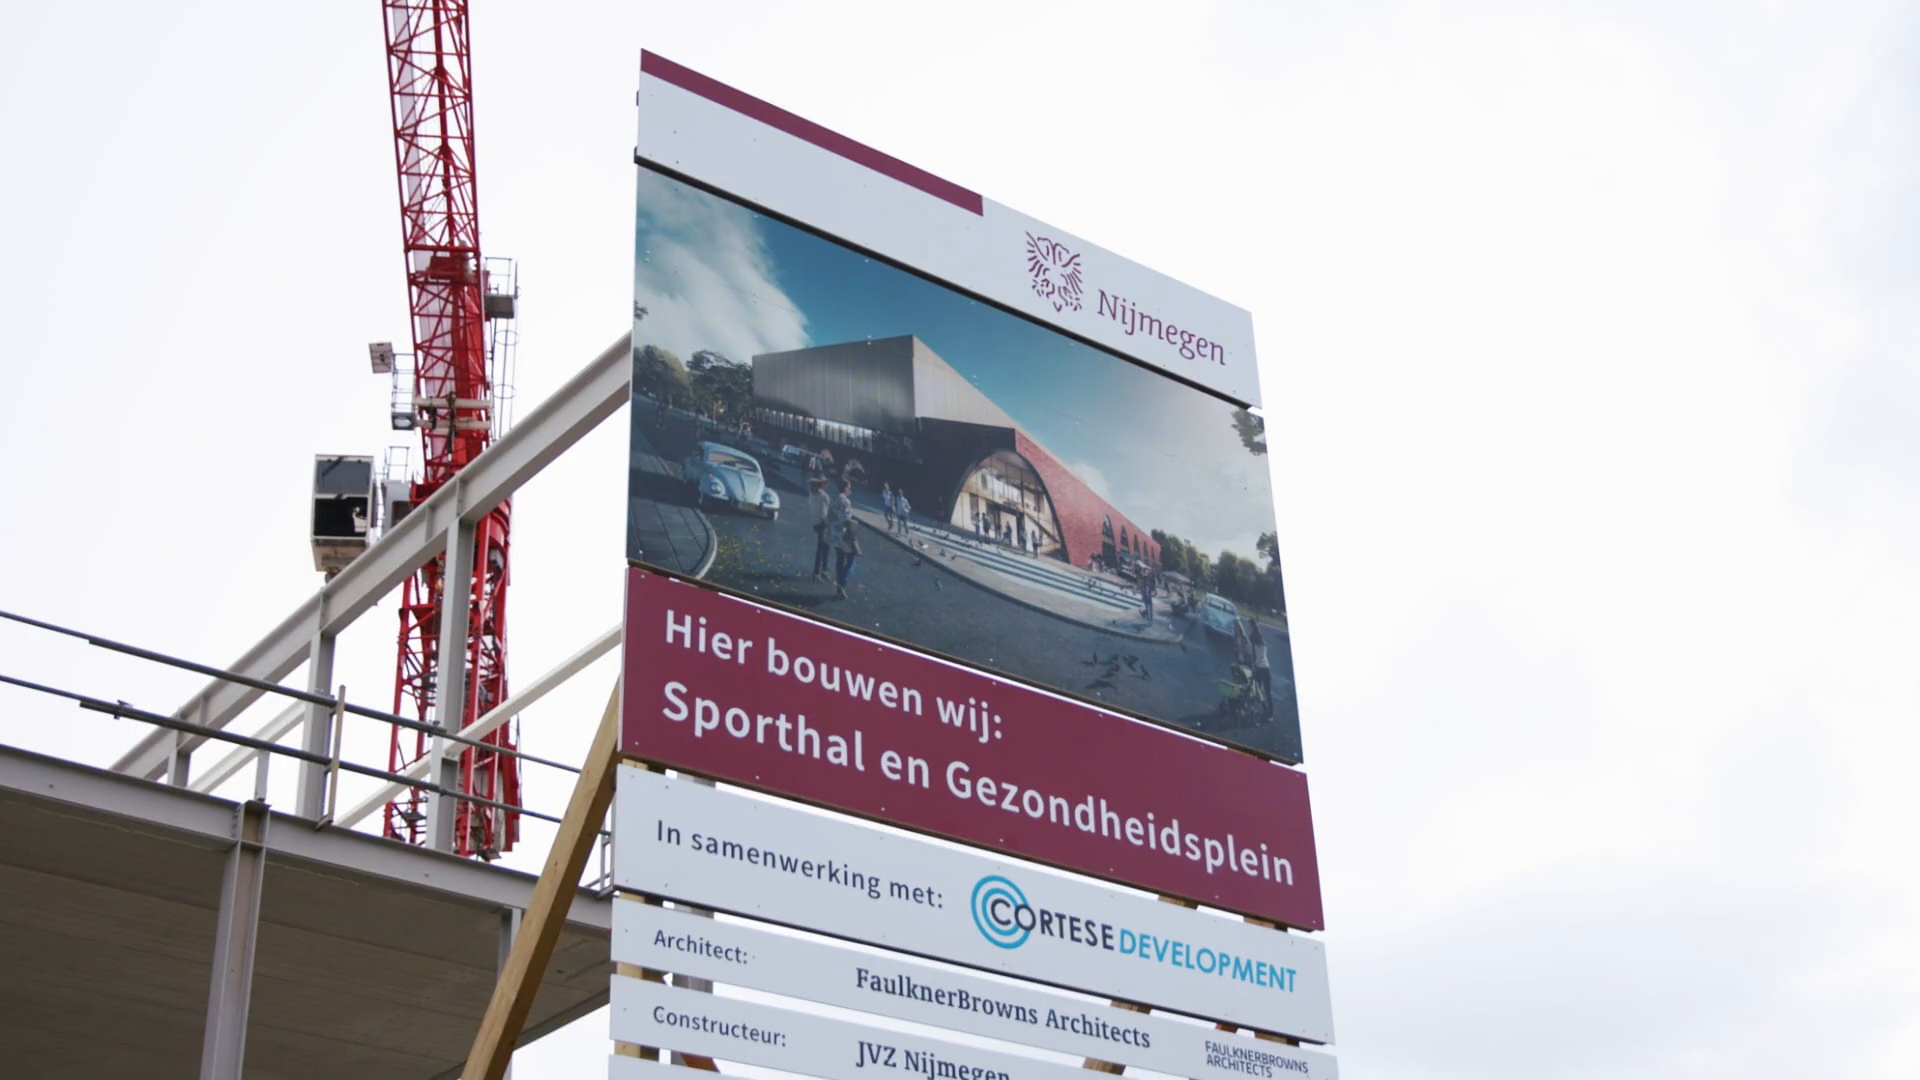 Nijmegen
Hier bouwen wij:
Sporthal en Gezondheidsplein
In samenwerking met: CORTESE DEVELOPMENT
Architect: FaulknerBrowns Architects
FAULKNERBROWNS
ARCHITECTS
Constructeur: JVZ Nijmegen